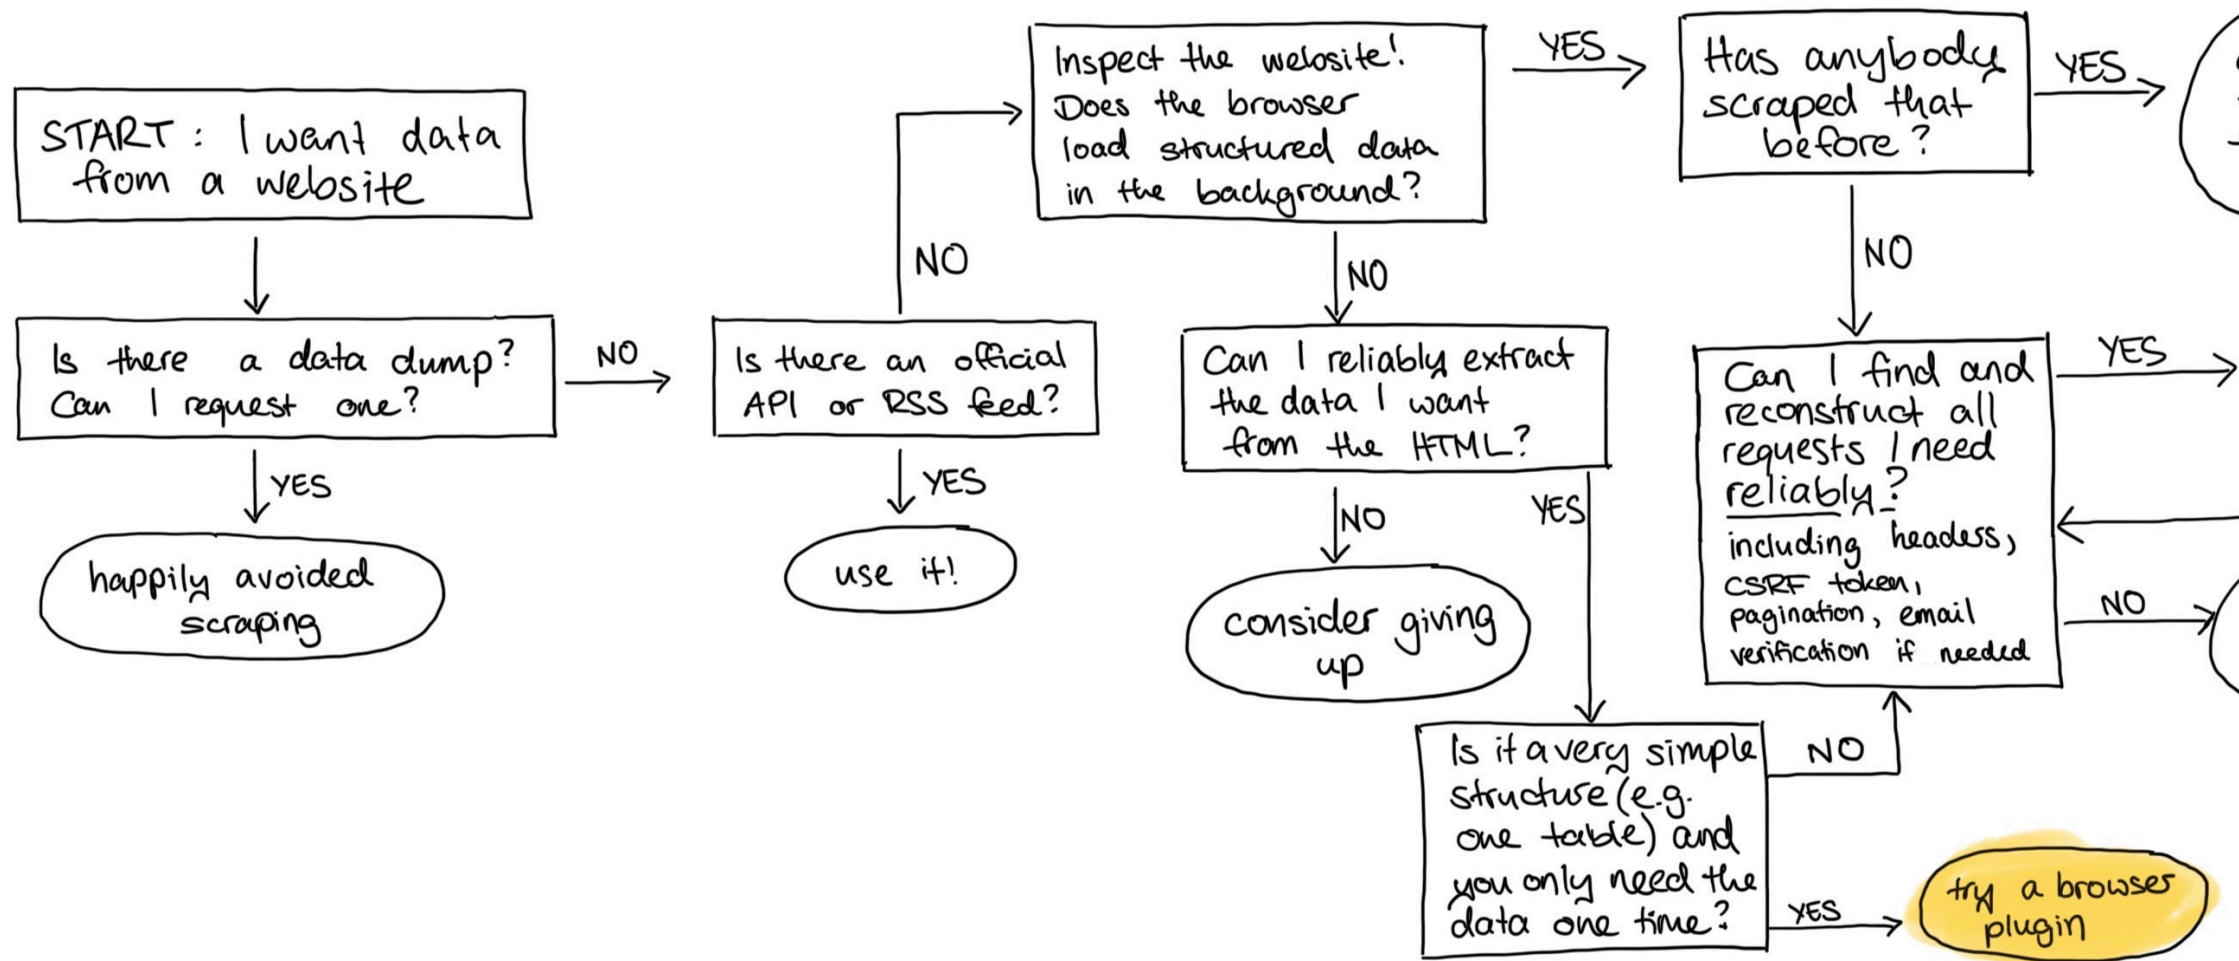 START: I want data
from a website
Is there a data dump?
Can I request one?
YES
happily avoided
scraping
NO
Is there an official
API or RSS feed?
YES
use it!
NO
Inspect the website!
Does the browser
load structured data
in the background?
NO
Can I reliably extract
the data I want
from the HTML?
NO
consider giving
up
YES
Is it a very simple
structure (e.g.
one table) and
you only need the
data one time?
NO
YES
try a browser
plugin
YES
Has anybody
scraped that
before?
YES
NO
Can I find and
reconstruct all
requests I need
reliably?
including headers,
CSRF token,
pagination, email
verification if needed
YES
NO